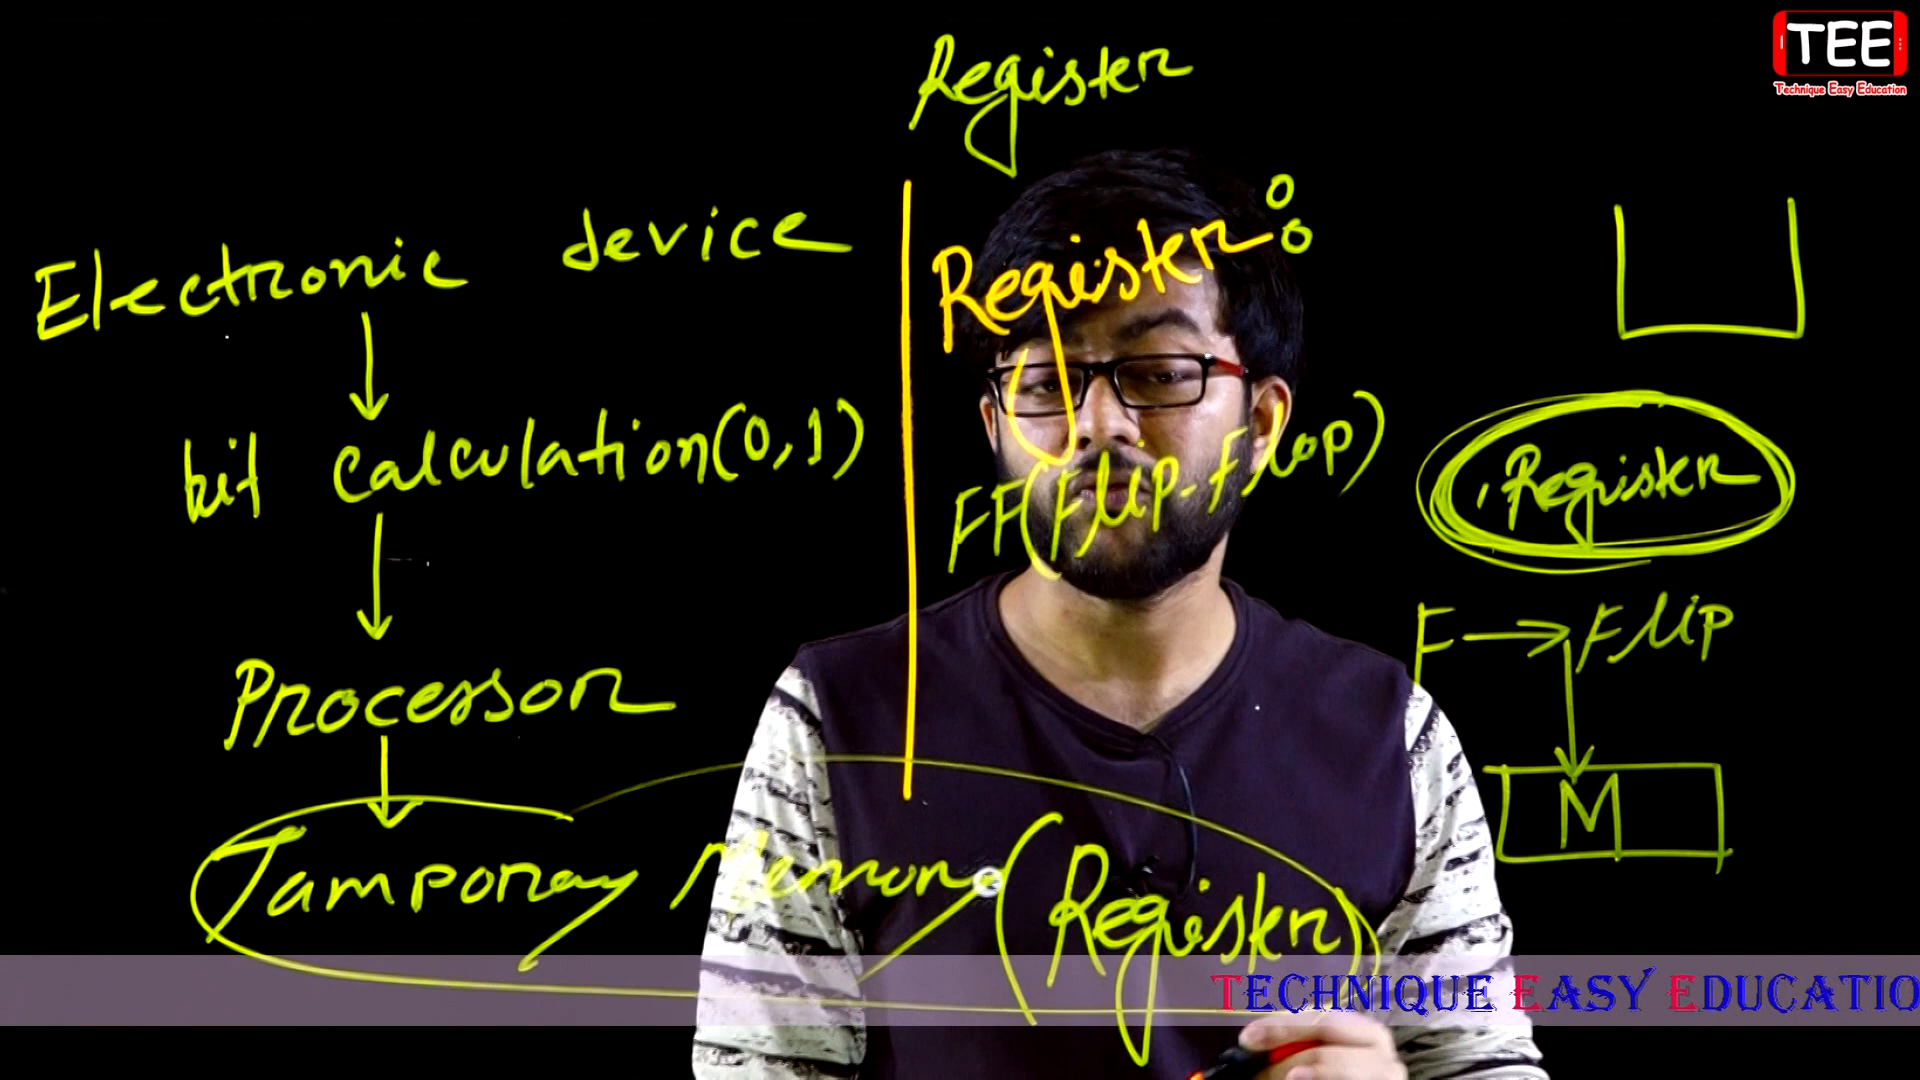 TEE
Technique Easy Education
Register
Electronic device
bit calculation(0,1)
Processor
Tamporay Memory (Register)
Register
FF(Flip-Flop)
Register
F → Flip
M
TECHNIQUE EASY EDUCATIO